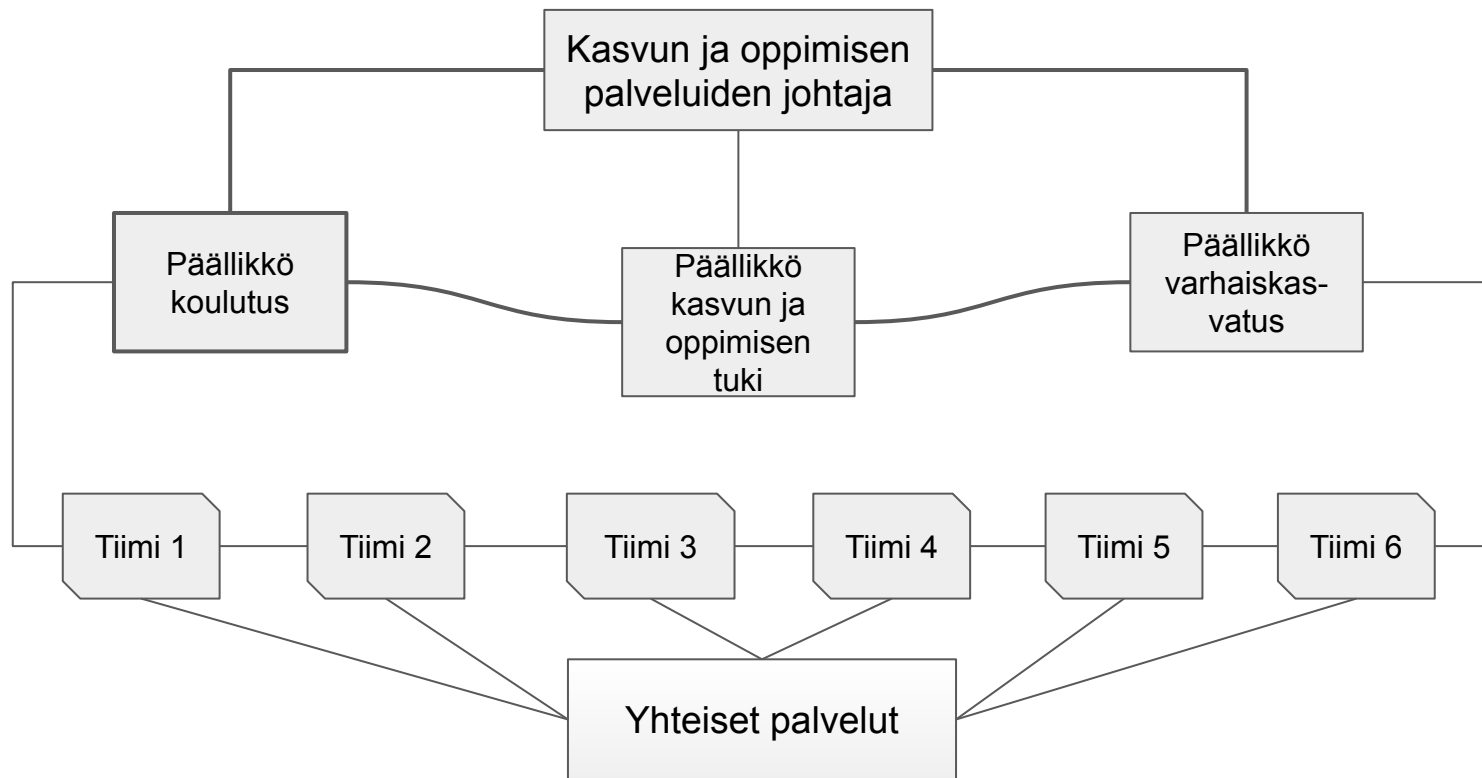 Kasvun ja oppimisen
palveluiden johtaja
Päällikkö
koulutus
Päällikkö
kasvun ja
oppimisen
tuki
Päällikkö
varhaiskas-
vatus
Tiimi 1
Tiimi 2
Tiimi 3
Tiimi 4
Tiimi 5
Tiimi 6
Yhteiset palvelut